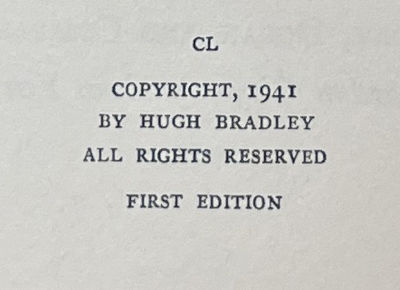 CL
COPYRIGHT, 1941
BY HUGH BRADLEY
ALL RIGHTS RESERVED
FIRST EDITION